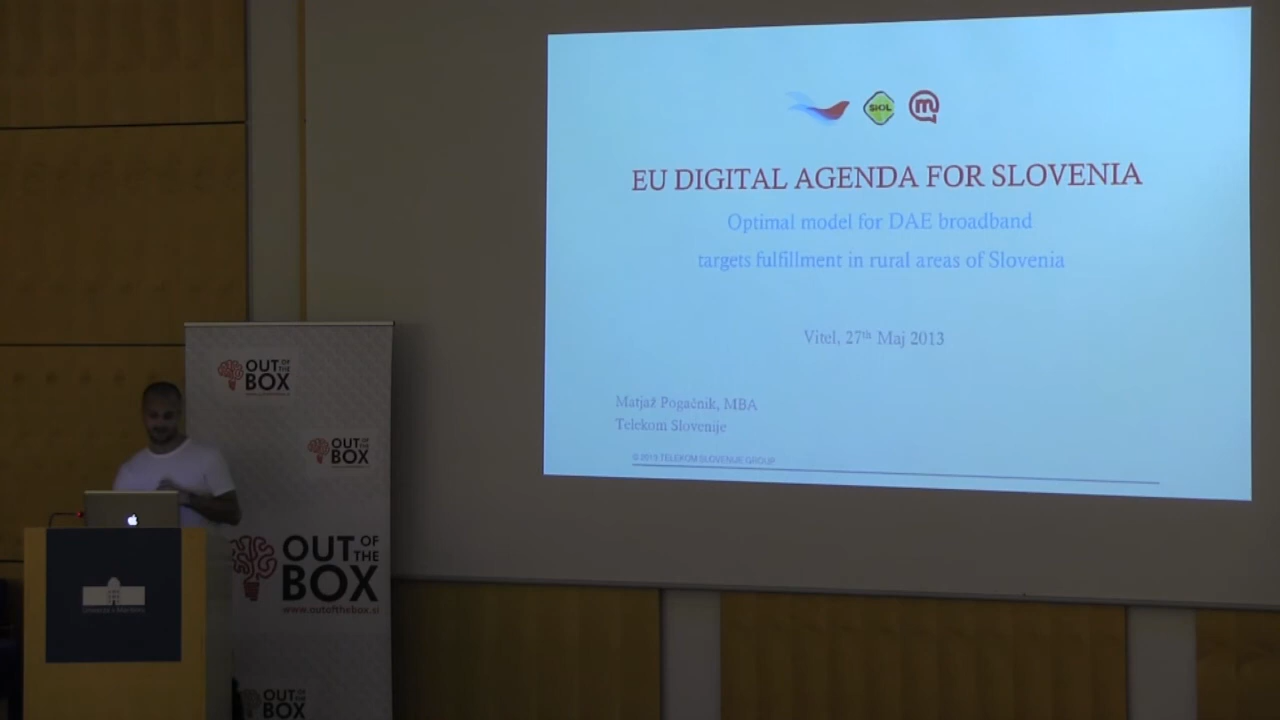 SiOL
m
EU DIGITAL AGENDA FOR SLOVENIA
Optimal model for DAE broadband
targets fulfillment in rural areas of Slovenia
Vitel, 27th Maj 2013
Matjaž Pogačnik, MBA
Telekom Slovenije
© 2013 TELEKOM SLOVENIJE GROUP
OUT OF THE BOX
OUT OF THE BOX
OUT OF THE BOX
www.outofthebox.si
OUT OF THE BOX
Univerza v Mariboru